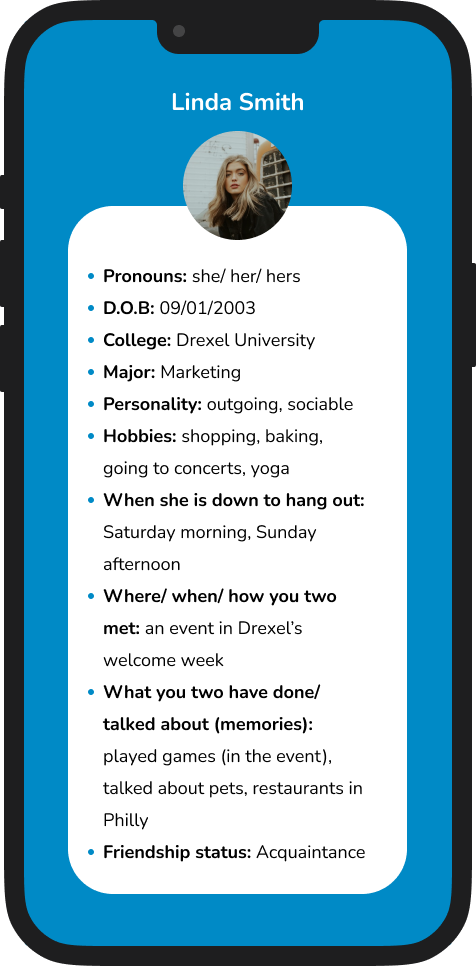 Linda Smith
Pronouns: she/ her/ hers
D.O.B: 09/01/2003
College: Drexel University
Major: Marketing
Personality: outgoing, sociable
Hobbies: shopping, baking,
going to concerts, yoga
When she is down to hang out:
Saturday morning, Sunday
afternoon
Where/ when/ how you two
met: an event in Drexel’s
welcome week
What you two have done/
talked about (memories):
played games (in the event),
talked about pets, restaurants in
Philly
Friendship status: Acquaintance